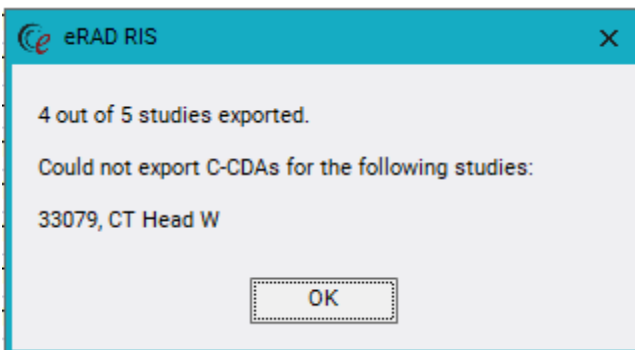 eRAD RIS
4 out of 5 studies exported.
Could not export C-CDAs for the following studies:
33079, CT Head W
OK